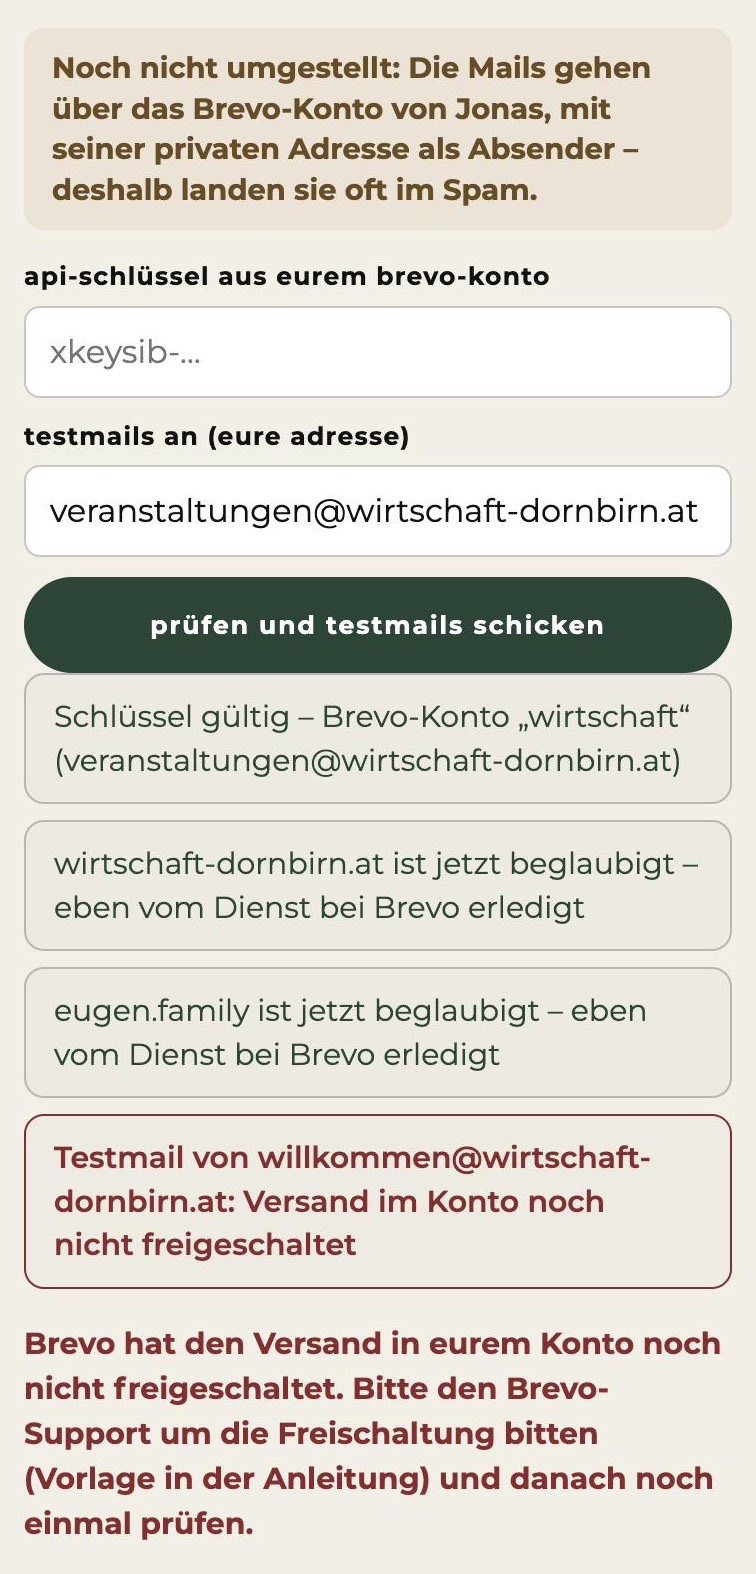 Noch nicht umgestellt: Die Mails gehen
über das Brevo-Konto von Jonas, mit
seiner privaten Adresse als Absender –
deshalb landen sie oft im Spam.
api-schlüssel aus eurem brevo-konto
xkeysib-...
testmails an (eure adresse)
veranstaltungen@wirtschaft-dornbirn.at
prüfen und testmails schicken
Schlüssel gültig – Brevo-Konto „wirtschaft“
(veranstaltungen@wirtschaft-dornbirn.at)
wirtschaft-dornbirn.at ist jetzt beglaubigt –
eben vom Dienst bei Brevo erledigt
eugen.family ist jetzt beglaubigt – eben
vom Dienst bei Brevo erledigt
Testmail von willkommen@wirtschaft-
dornbirn.at: Versand im Konto noch
nicht freigeschaltet
Brevo hat den Versand in eurem Konto noch
nicht freigeschaltet. Bitte den Brevo-
Support um die Freischaltung bitten
(Vorlage in der Anleitung) und danach noch
einmal prüfen.